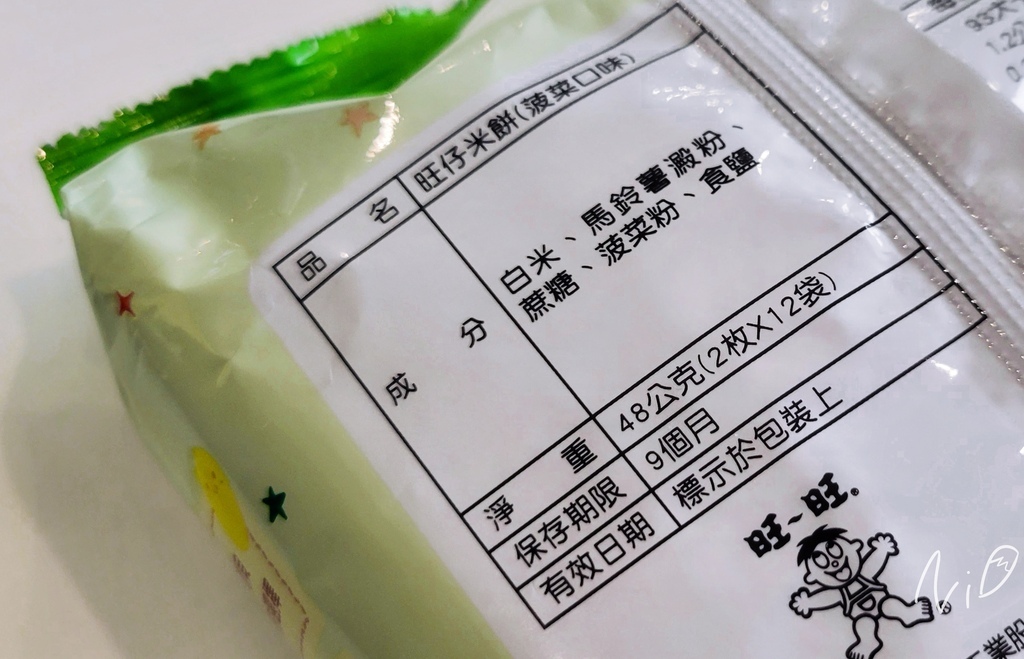 品名 旺仔米餅(菠菜口味)
成分 白米、馬鈴薯澱粉、
蔗糖、菠菜粉、食鹽
淨重 48公克(2枚X12袋)
保存期限 9個月
有效日期 標示於包裝上
旺~旺®
工業股